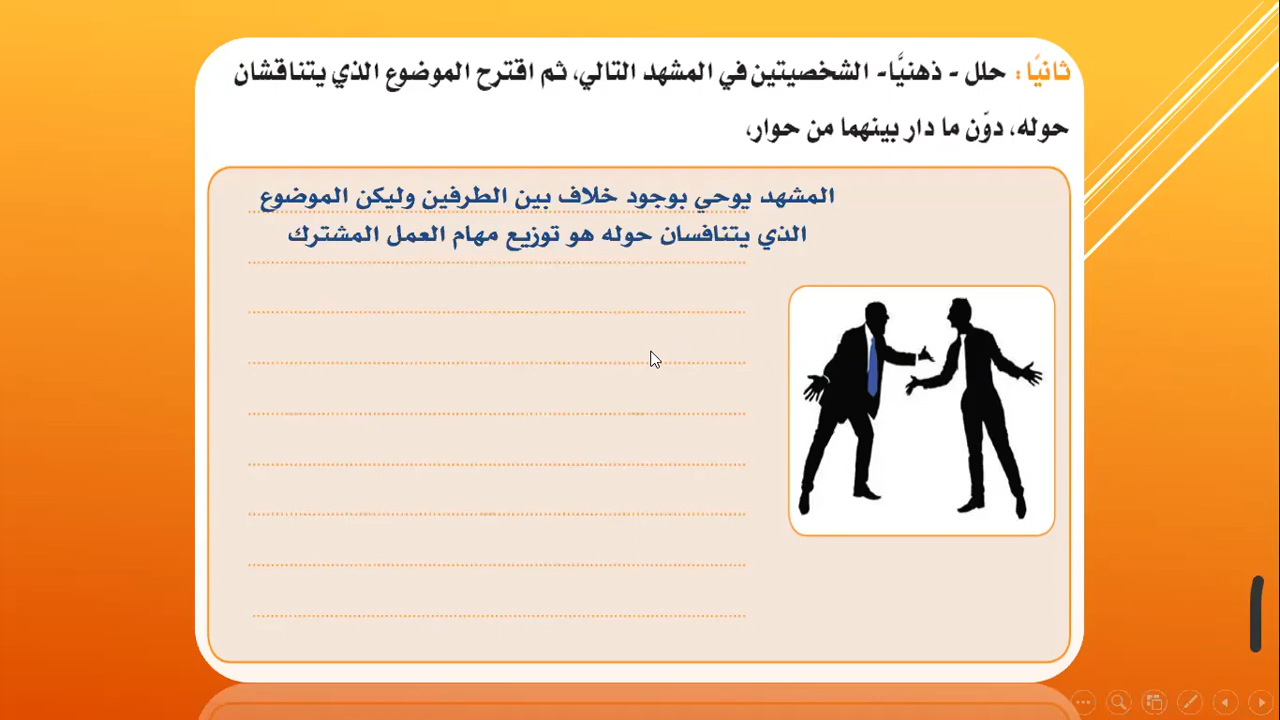 ثانيًا : حلل - ذهنيًّا- الشخصيتين في المشهد التالي، ثم اقترح الموضوع الذي يتناقشان
حوله، دوّن ما دار بينهما من حوار،
المشهد يوحي بوجود خلاف بين الطرفين وليكن الموضوع
الذي يتنافسان حوله هو توزيع مهام العمل المشترك